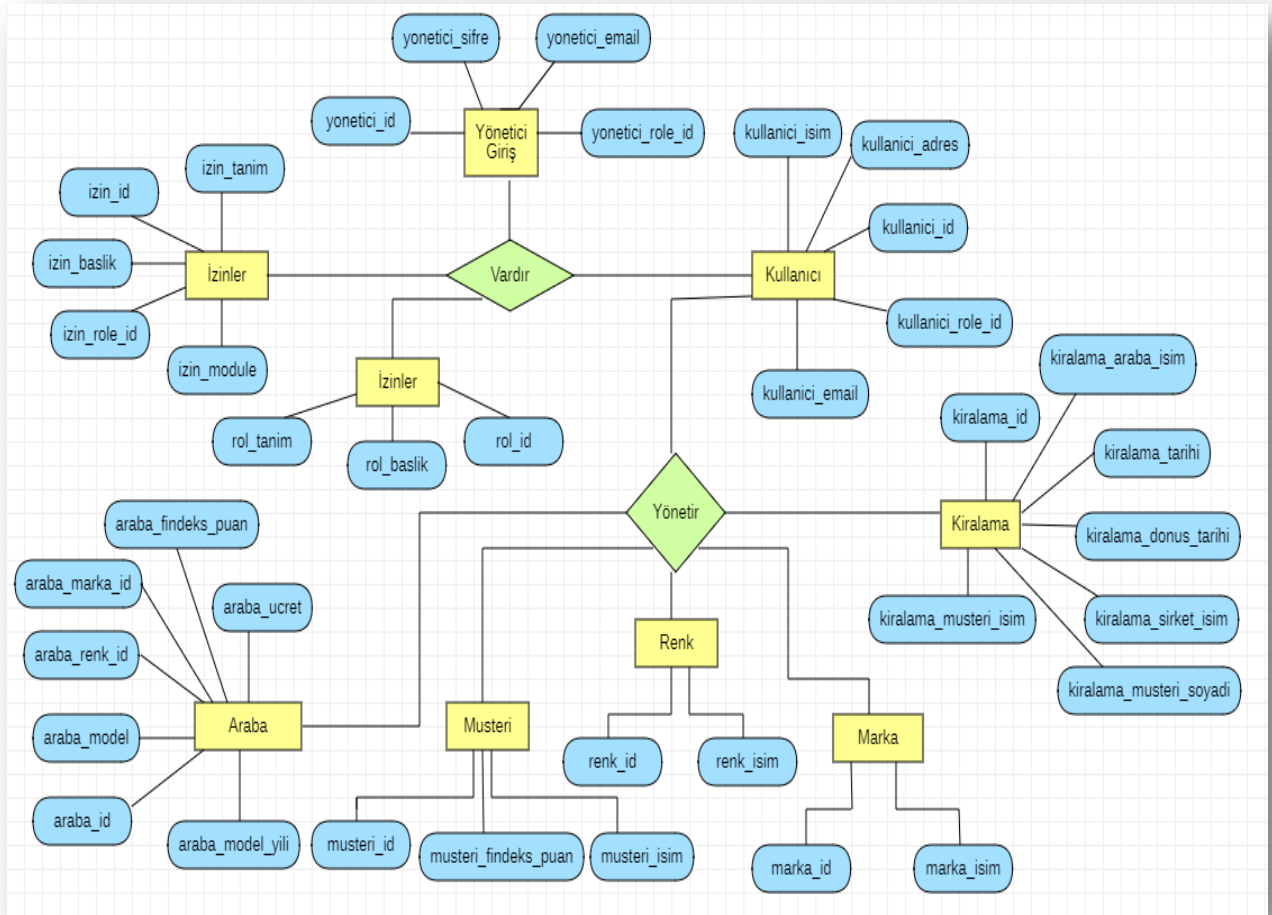 yonetici_sifre
yonetici_email
yonetici_id
Yönetici
Giriş
yonetici_role_id
kullanici_isim
kullanici_adres
izin_tanim
izin_id
kullanici_id
izin_baslik
İzinler
Vardır
Kullanıcı
izin_role_id
kullanici_role_id
izin_module
İzinler
kullanici_email
kiralama_araba_isim
rol_tanim
rol_baslik
rol_id
kiralama_id
kiralama_tarihi
araba_findeks_puan
Yönetir
Kiralama
kiralama_donus_tarihi
araba_marka_id
araba_ucret
kiralama_musteri_isim
kiralama_sirket_isim
araba_renk_id
Renk
kiralama_musteri_soyadi
araba_model
Araba
Musteri
Marka
renk_id
renk_isim
araba_id
araba_model_yili
musteri_id
musteri_findeks_puan
musteri_isim
marka_id
marka_isim